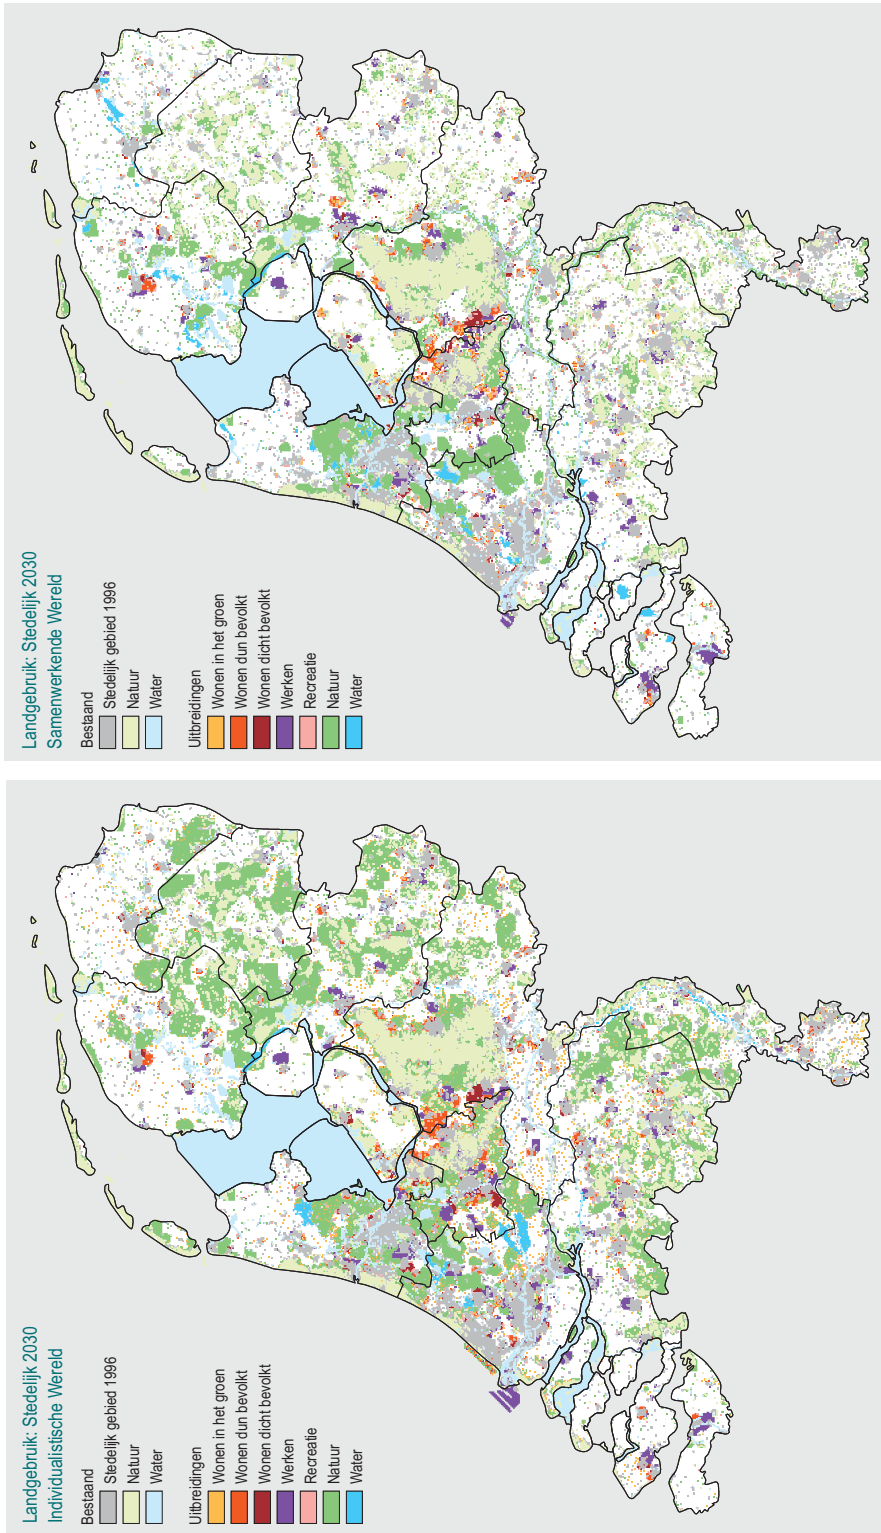 Landgebruik: Stedelijk 2030
Samenwerkende Wereld
Bestaand
Stedelijk gebied 1996
Natuur
Water
Uitbreidingen
Wonen in het groen
Wonen dun bevolkt
Wonen dicht bevolkt
Werken
Recreatie
Natuur
Water
Landgebruik: Stedelijk 2030
Individualistische Wereld
Bestaand
Stedelijk gebied 1996
Natuur
Water
Uitbreidingen
Wonen in het groen
Wonen dun bevolkt
Wonen dicht bevolkt
Werken
Recreatie
Natuur
Water